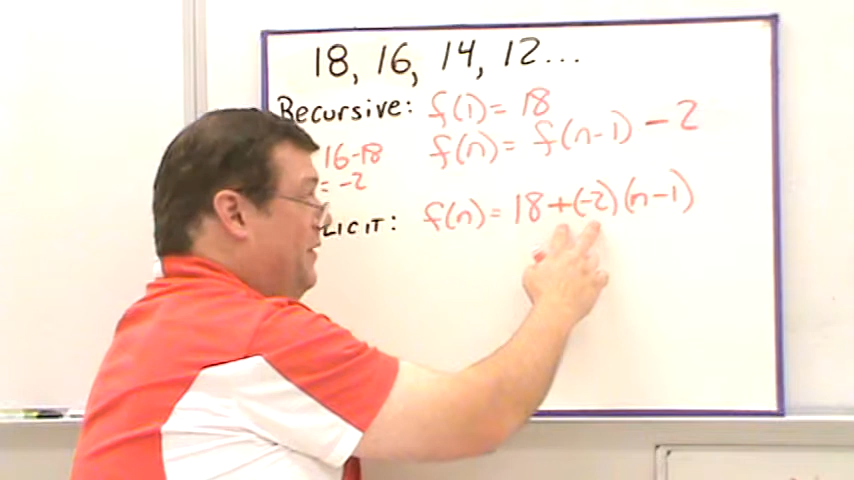 18, 16, 14, 12...
Recursive: f(1) = 18
f(n) = f(n-1) - 2
16-18
= -2
LICIT: f(n) = 18+(-2)(n-1)